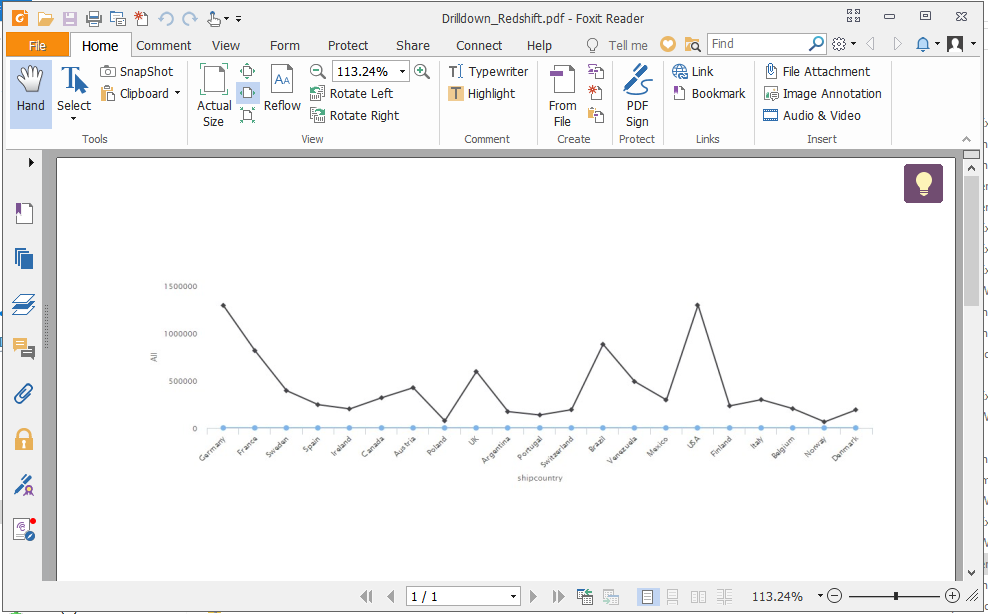 Drilldown_Redshift.pdf - Foxit Reader
File Home Comment View Form Protect Share Connect Help Tell me Find
Hand
Select
SnapShot
Clipboard
Tools
Actual Size
Reflow
113.24%
Rotate Left
Rotate Right
View
Typewriter
Highlight
Comment
From File
Create
PDF Sign
Protect
Link
Bookmark
Links
File Attachment
Image Annotation
Audio & Video
Insert
1500000
1000000
500000
0
All
Germany France Sweden Spain Ireland Canada Austria Poland UK Argentina Portugal Switzerland Brazil Venezuela Mexico USA Finland Italy Belgium Norway Denmark
shipcountry
1 / 1
113.24%